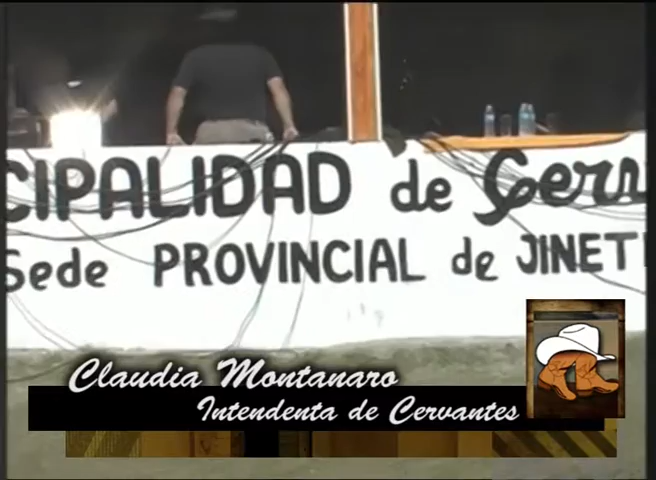 CIPALIDAD de Cerv
Sede PROVINCIAL de JINET
Claudia Montanaro
Intendenta de Cervantes